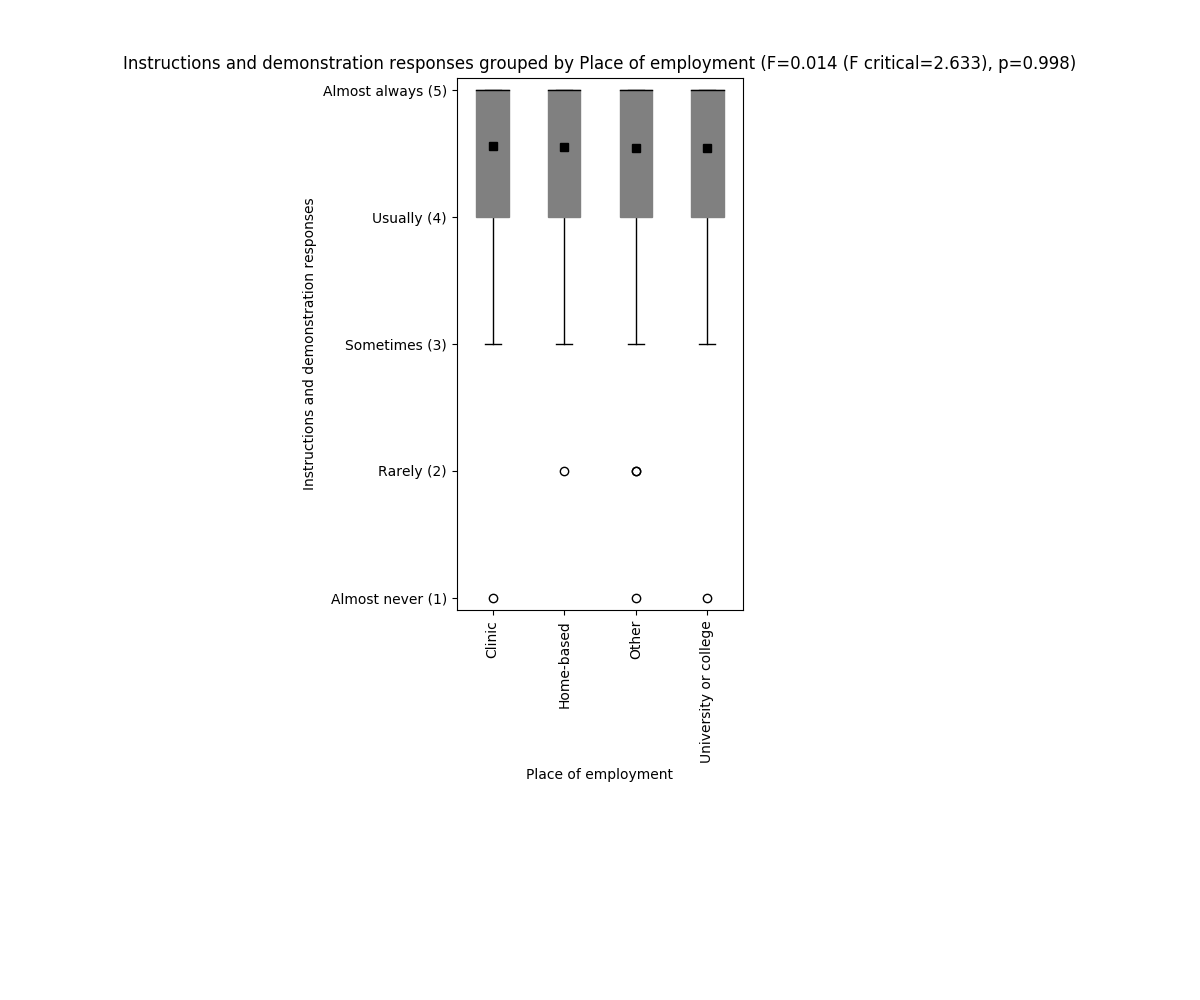 Instructions and demonstration responses grouped by Place of employment (F=0.014 (F critical=2.633), p=0.998)
Instructions and demonstration responses
Almost always (5)
Usually (4)
Sometimes (3)
Rarely (2)
Almost never (1)
Clinic
Home-based
Other
University or college
Place of employment